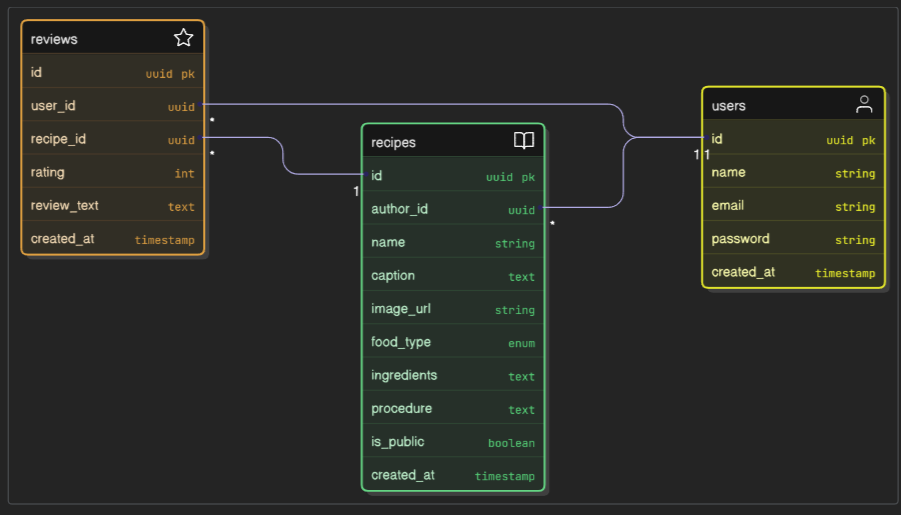 reviews
id uuid pk
user_id uuid
*
recipe_id uuid
*
rating int
review_text text
created_at timestamp
recipes
1
id uuid pk
author_id uuid
*
name string
caption text
image_url string
food_type enum
ingredients text
procedure text
is_public boolean
created_at timestamp
users
id uuid pk
1 1
name string
email string
password string
created_at timestamp